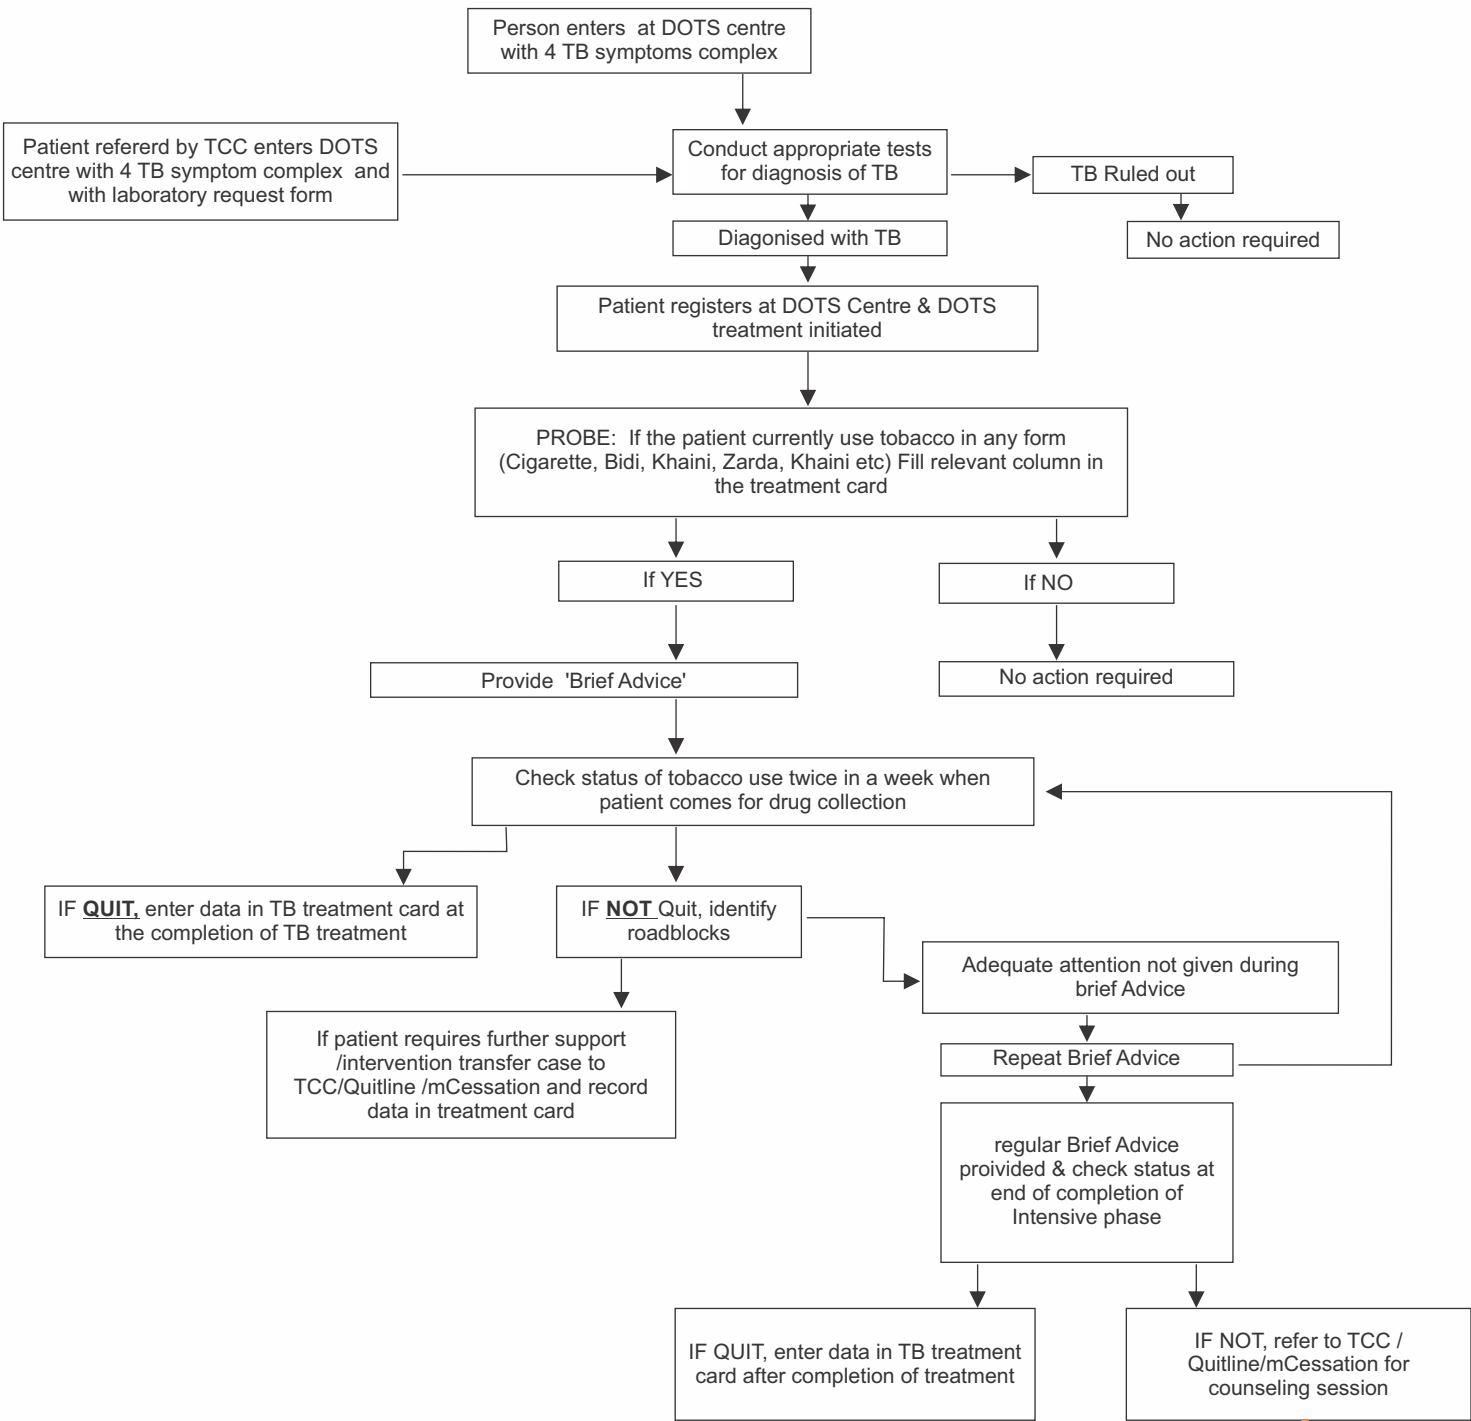 Person enters at DOTS centre
with 4 TB symptoms complex
Patient refererd by TCC enters DOTS
centre with 4 TB symptom complex and
with laboratory request form
Conduct appropriate tests
for diagnosis of TB
TB Ruled out
No action required
Diagonised with TB
Patient registers at DOTS Centre & DOTS
treatment initiated
PROBE: If the patient currently use tobacco in any form
(Cigarette, Bidi, Khaini, Zarda, Khaini etc) Fill relevant column in
the treatment card
If YES
If NO
Provide 'Brief Advice'
No action required
Check status of tobacco use twice in a week when
patient comes for drug collection
IF QUIT, enter data in TB treatment card at
the completion of TB treatment
IF NOT Quit, identify
roadblocks
Adequate attention not given during
brief Advice
If patient requires further support
/intervention transfer case to
TCC/Quitline /mCessation and record
data in treatment card
Repeat Brief Advice
regular Brief Advice
proivided & check status at
end of completion of
Intensive phase
IF QUIT, enter data in TB treatment
card after completion of treatment
IF NOT, refer to TCC /
Quitline/mCessation for
counseling session